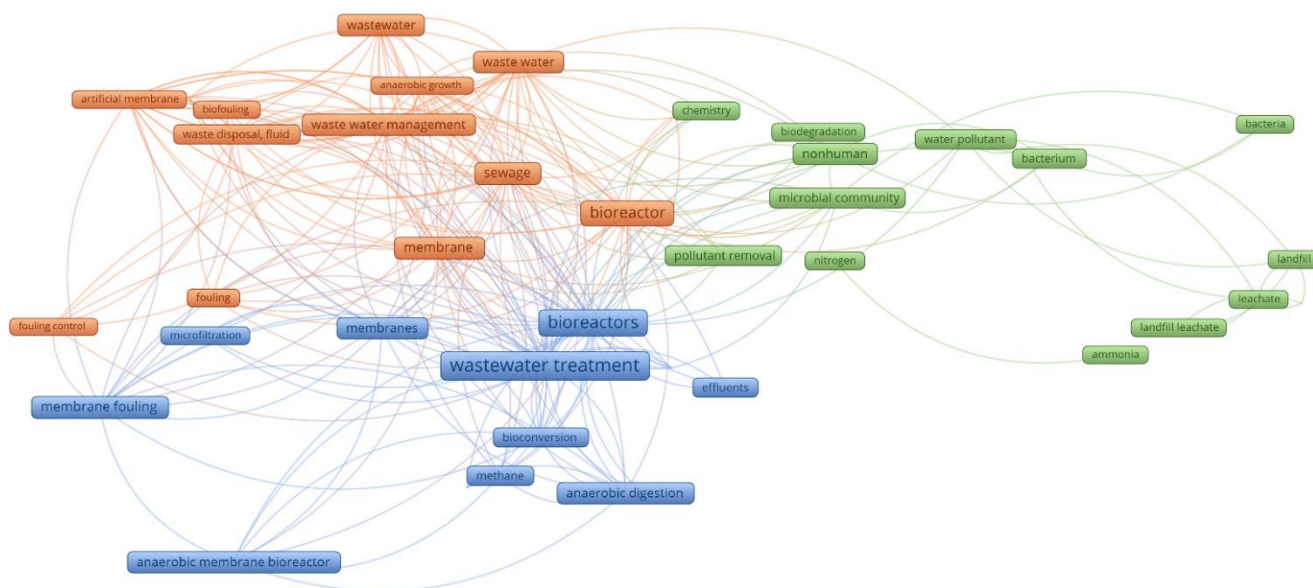 wastewater
waste water
anaerobic growth
artificial membrane
biofouling
chemistry
waste water management
bacteria
waste disposal, fluid
biodegradation
water pollutant
nonhuman
bacterium
sewage
microbial community
bioreactor
membrane
pollutant removal
nitrogen
landfill
fouling
leachate
fouling control
microfiltration
membranes
bioreactors
landfill leachate
ammonia
wastewater treatment
effluents
membrane fouling
bioconversion
methane
anaerobic digestion
anaerobic membrane bioreactor